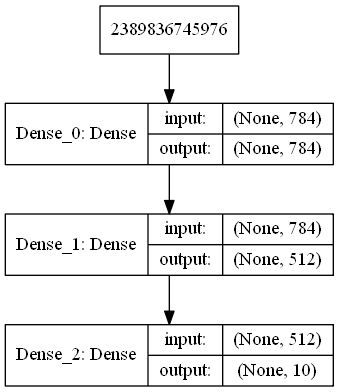 2389836745976
Dense_0: Dense
input: (None, 784)
output: (None, 784)
Dense_1: Dense
input: (None, 784)
output: (None, 512)
Dense_2: Dense
input: (None, 512)
output: (None, 10)